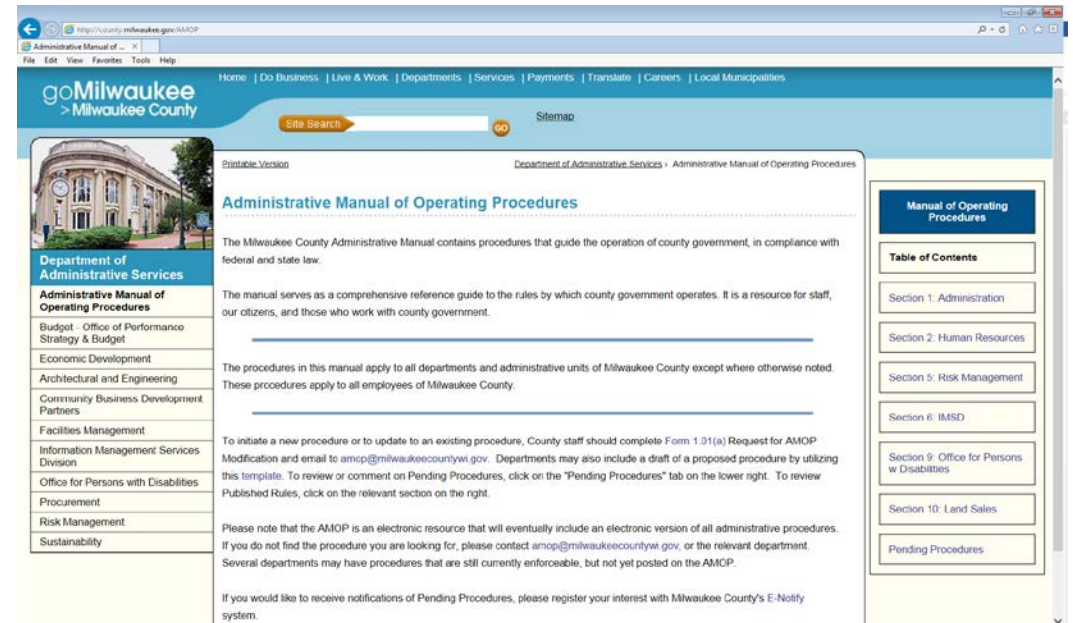 http://county.milwaukee.gov/AMOP
Administrative Manual of ...
File Edit View Favorites Tools Help
Home | Do Business | Live & Work | Departments | Services | Payments | Translate | Careers | Local Municipalities
goMilwaukee
> Milwaukee County
Site Search
GO
Sitemap
Printable Version
Department of Administrative Services › Administrative Manual of Operating Procedures
Department of
Administrative Services
Administrative Manual of
Operating Procedures
Budget - Office of Performance
Strategy & Budget
Economic Development
Architectural and Engineering
Community Business Development
Partners
Facilities Management
Information Management Services
Division
Office for Persons with Disabilities
Procurement
Risk Management
Sustainability
Administrative Manual of Operating Procedures
The Milwaukee County Administrative Manual contains procedures that guide the operation of county government, in compliance with
federal and state law.
The manual serves as a comprehensive reference guide to the rules by which county government operates. It is a resource for staff,
our citizens, and those who work with county government.
The procedures in this manual apply to all departments and administrative units of Milwaukee County except where otherwise noted.
These procedures apply to all employees of Milwaukee County.
To initiate a new procedure or to update to an existing procedure, County staff should complete Form 1.01(a) Request for AMOP
Modification and email to amop@milwaukeecountywi.gov. Departments may also include a draft of a proposed procedure by utilizing
this template. To review or comment on Pending Procedures, click on the "Pending Procedures" tab on the lower right. To review
Published Rules, click on the relevant section on the right.
Please note that the AMOP is an electronic resource that will eventually include an electronic version of all administrative procedures.
If you do not find the procedure you are looking for, please contact amop@milwaukeecountywi.gov, or the relevant department.
Several departments may have procedures that are still currently enforceable, but not yet posted on the AMOP.
If you would like to receive notifications of Pending Procedures, please register your interest with Milwaukee County's E-Notify
system.
Manual of Operating
Procedures
Table of Contents
Section 1: Administration
Section 2: Human Resources
Section 5: Risk Management
Section 6: IMSD
Section 9: Office for Persons
w Disabilities
Section 10: Land Sales
Pending Procedures